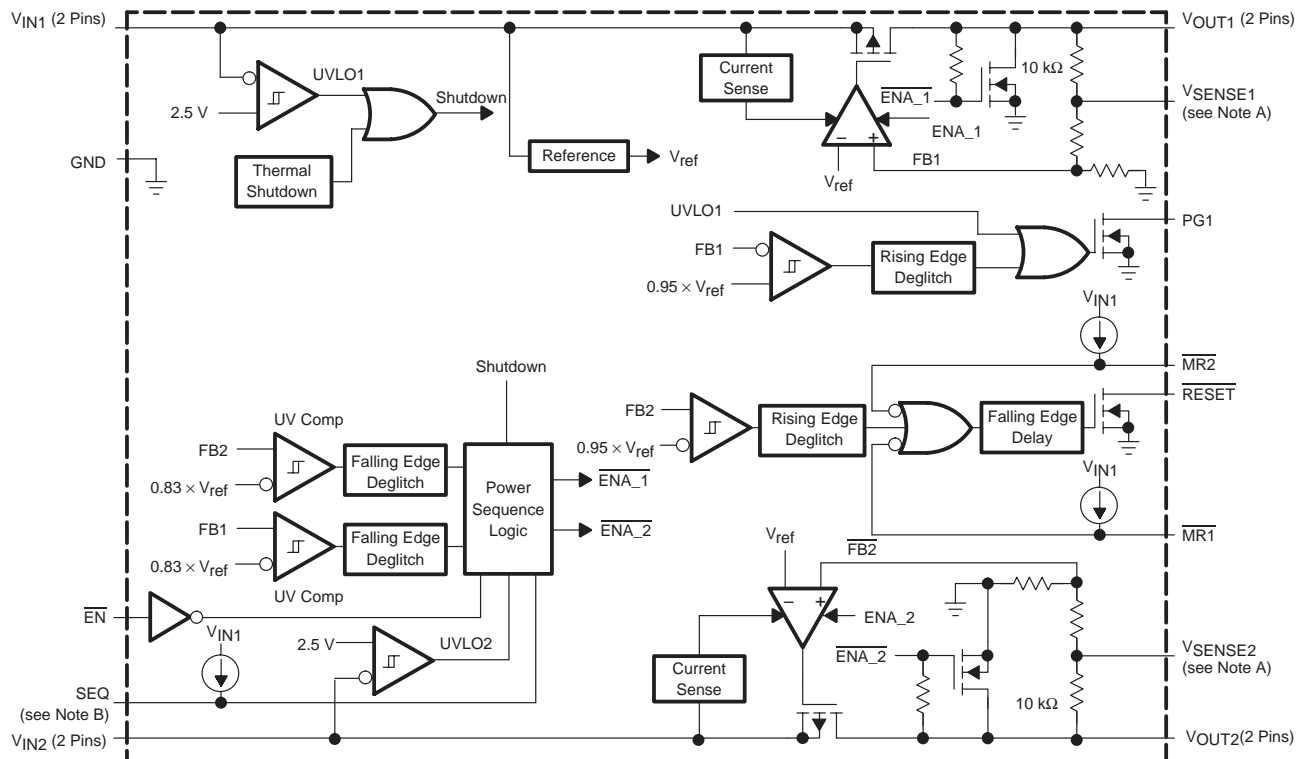 VIN1 (2 Pins)
VOUT1 (2 Pins)
UVLO1
2.5 V
Shutdown
Current
Sense
10 kΩ
ENA_1
ENA_1
VSENSE1
(see Note A)
GND
Thermal
Shutdown
Reference
Vref
− +
Vref
FB1
UVLO1
PG1
FB1
Rising Edge
Deglitch
0.95 × Vref
VIN1
MR2
Shutdown
RESET
UV Comp
FB2
Rising Edge
Deglitch
Falling Edge
Delay
0.95 × Vref
FB2
Falling Edge
Deglitch
0.83 × Vref
Power
Sequence
Logic
ENA_1
ENA_2
VIN1
FB1
Falling Edge
Deglitch
0.83 × Vref
MR1
Vref
FB2
UV Comp
EN
− +
ENA_2
VIN1
2.5 V
UVLO2
ENA_2
VSENSE2
(see Note A)
Current
Sense
SEQ
(see Note B)
10 kΩ
VIN2 (2 Pins)
VOUT2 (2 Pins)